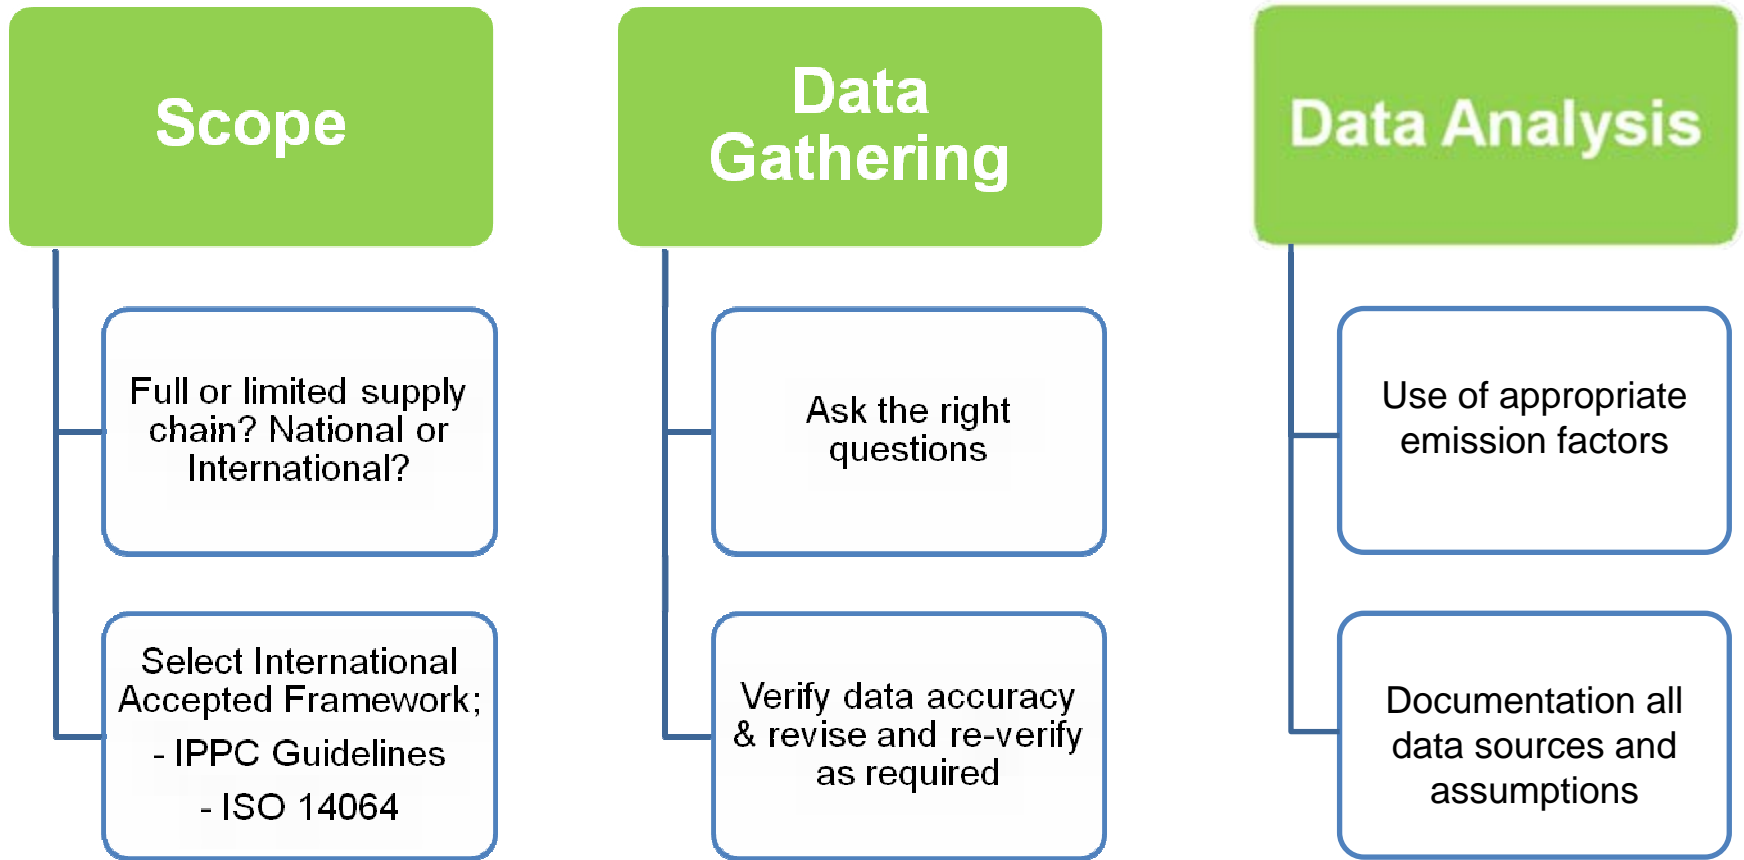 Scope
Full or limited supply
chain? National or
International?
Select International
Accepted Framework;
- IPPC Guidelines
- ISO 14064
Data
Gathering
Ask the right
questions
Verify data accuracy
& revise and re-verify
as required
Data Analysis
Use of appropriate
emission factors
Documentation all
data sources and
assumptions